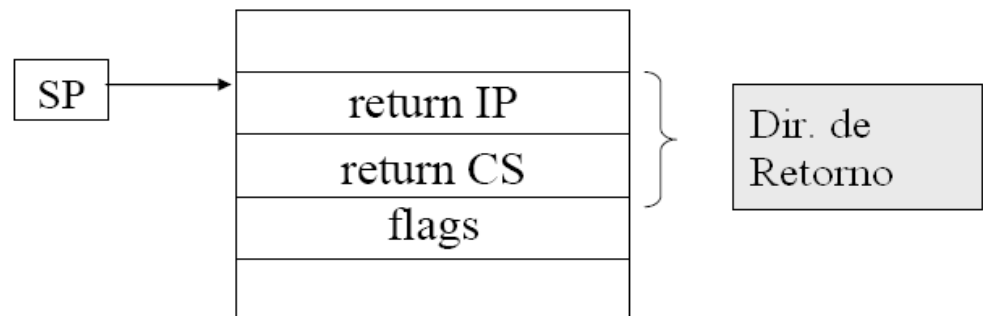 SP
return IP
return CS
flags
Dir. de
Retorno